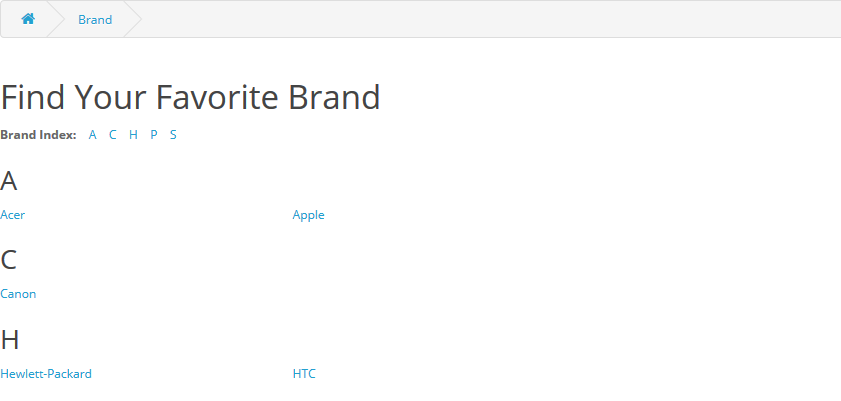 Brand
Find Your Favorite Brand
Brand Index: A C H P S
A
Acer Apple
C
Canon
H
Hewlett-Packard HTC